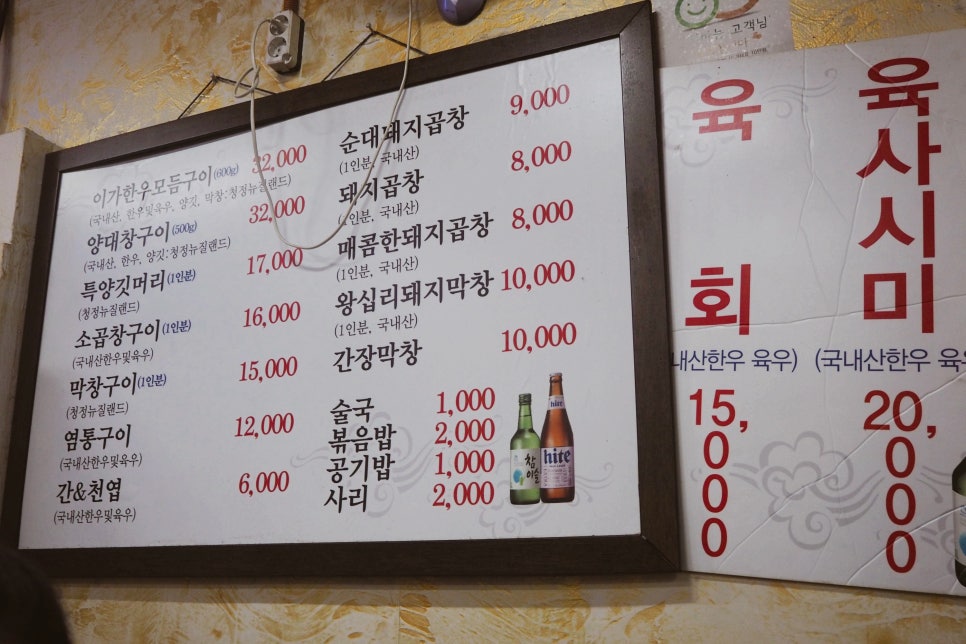 이가한우모듬구이(600g) 32,000
(국내산, 한우및육우, 양깃, 막창:청정뉴질랜드)
양대창구이(500g) 32,000
(국내산, 한우, 양깃:청정뉴질랜드)
특양깃머리(1인분) 17,000
(청정뉴질랜드)
소곱창구이(1인분) 16,000
(국내산한우및육우)
막창구이(1인분) 15,000
(청정뉴질랜드)
염통구이 12,000
(국내산한우및육우)
간&천엽 6,000
(국내산한우및육우)
순대돼지곱창 9,000
(1인분, 국내산)
돼지곱창 8,000
(1인분, 국내산)
매콤한돼지곱창 8,000
(1인분, 국내산)
왕십리돼지막창 10,000
(1인분, 국내산)
간장막창 10,000
술국 1,000
볶음밥 2,000
공기밥 1,000
사리 2,000
참이슬
hite
hite
고객님
육회
내산한우 육우)
15,000
육사시미
(국내산한우 육우
20,000